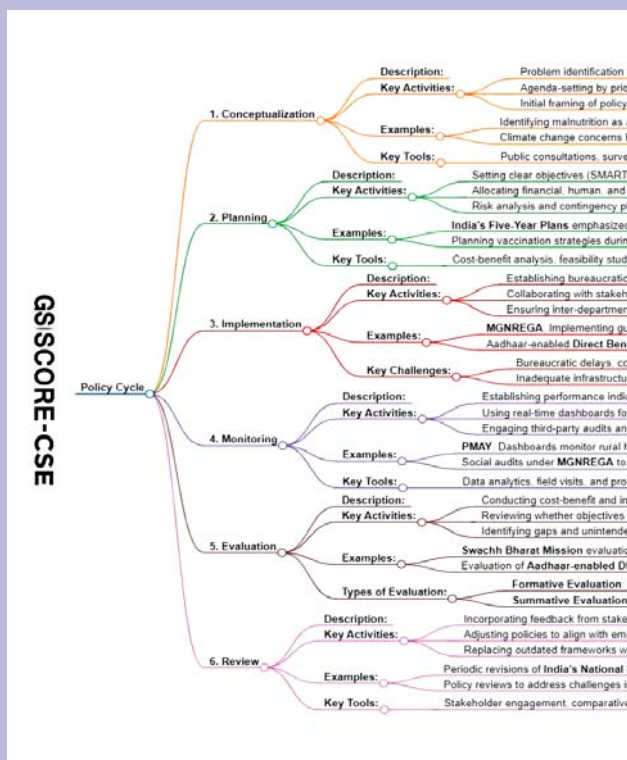 GS|SCORE-CSE
Policy Cycle
1. Conceptualization
Description:
Key Activities:
Problem identification
Agenda-setting by prio
Initial framing of policy
Examples:
Identifying malnutrition as
Climate change concerns
Key Tools:
Public consultations, surve
2. Planning
Description:
Key Activities:
Setting clear objectives (SMART
Allocating financial, human, and
Risk analysis and contingency pl
Examples:
India's Five-Year Plans emphasized
Planning vaccination strategies durin
Key Tools:
Cost-benefit analysis, feasibility stud
3. Implementation
Description:
Key Activities:
Establishing bureaucratic
Collaborating with stakeh
Ensuring inter-departmen
Examples:
MGNREGA Implementing gu
Aadhaar-enabled Direct Bene
Key Challenges:
Bureaucratic delays, co
Inadequate infrastructu
4. Monitoring
Description:
Key Activities:
Establishing performance indic
Using real-time dashboards fo
Engaging third-party audits an
Examples:
PMAY Dashboards monitor rural h
Social audits under MGNREGA to
Key Tools:
Data analytics, field visits, and pro
5. Evaluation
Description:
Key Activities:
Conducting cost-benefit and in
Reviewing whether objectives
Identifying gaps and unintende
Examples:
Swachh Bharat Mission evaluatio
Evaluation of Aadhaar-enabled DI
Types of Evaluation:
Formative Evaluation
Summative Evaluation
6. Review
Description:
Key Activities:
Incorporating feedback from stake
Adjusting policies to align with eme
Replacing outdated frameworks w
Examples:
Periodic revisions of India's National
Policy reviews to address challenges i
Key Tools:
Stakeholder engagement, comparative